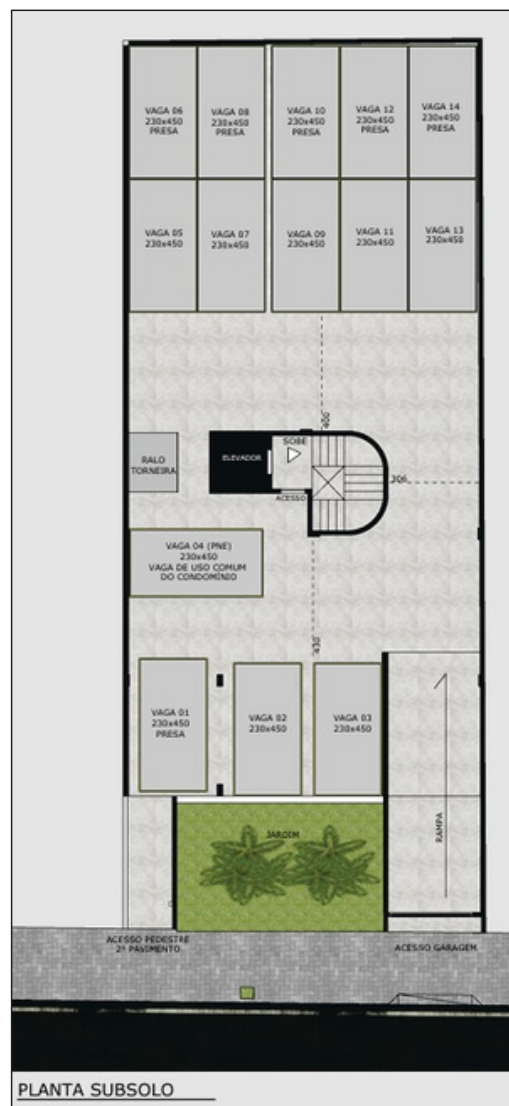 VAGA 06
230x450
PRESA
VAGA 08
230x450
PRESA
VAGA 10
230x450
PRESA
VAGA 12
230x450
PRESA
VAGA 14
230x450
PRESA
VAGA 05
230x450
VAGA 07
230x450
VAGA 09
230x450
VAGA 11
230x450
VAGA 13
230x450
400
RALO
TORNEIRA
ELEVADOR
SOBE
ACESSO
306
VAGA 04 (PNE)
230x450
VAGA DE USO COMUM
DO CONDOMÍNIO
430
VAGA 01
230x450
PRESA
VAGA 02
230x450
VAGA 03
230x450
RAMPA
JARDIM
ACESSO PEDESTRE
2º PAVIMENTO
ACESSO GARAGEM
PLANTA SUBSOLO